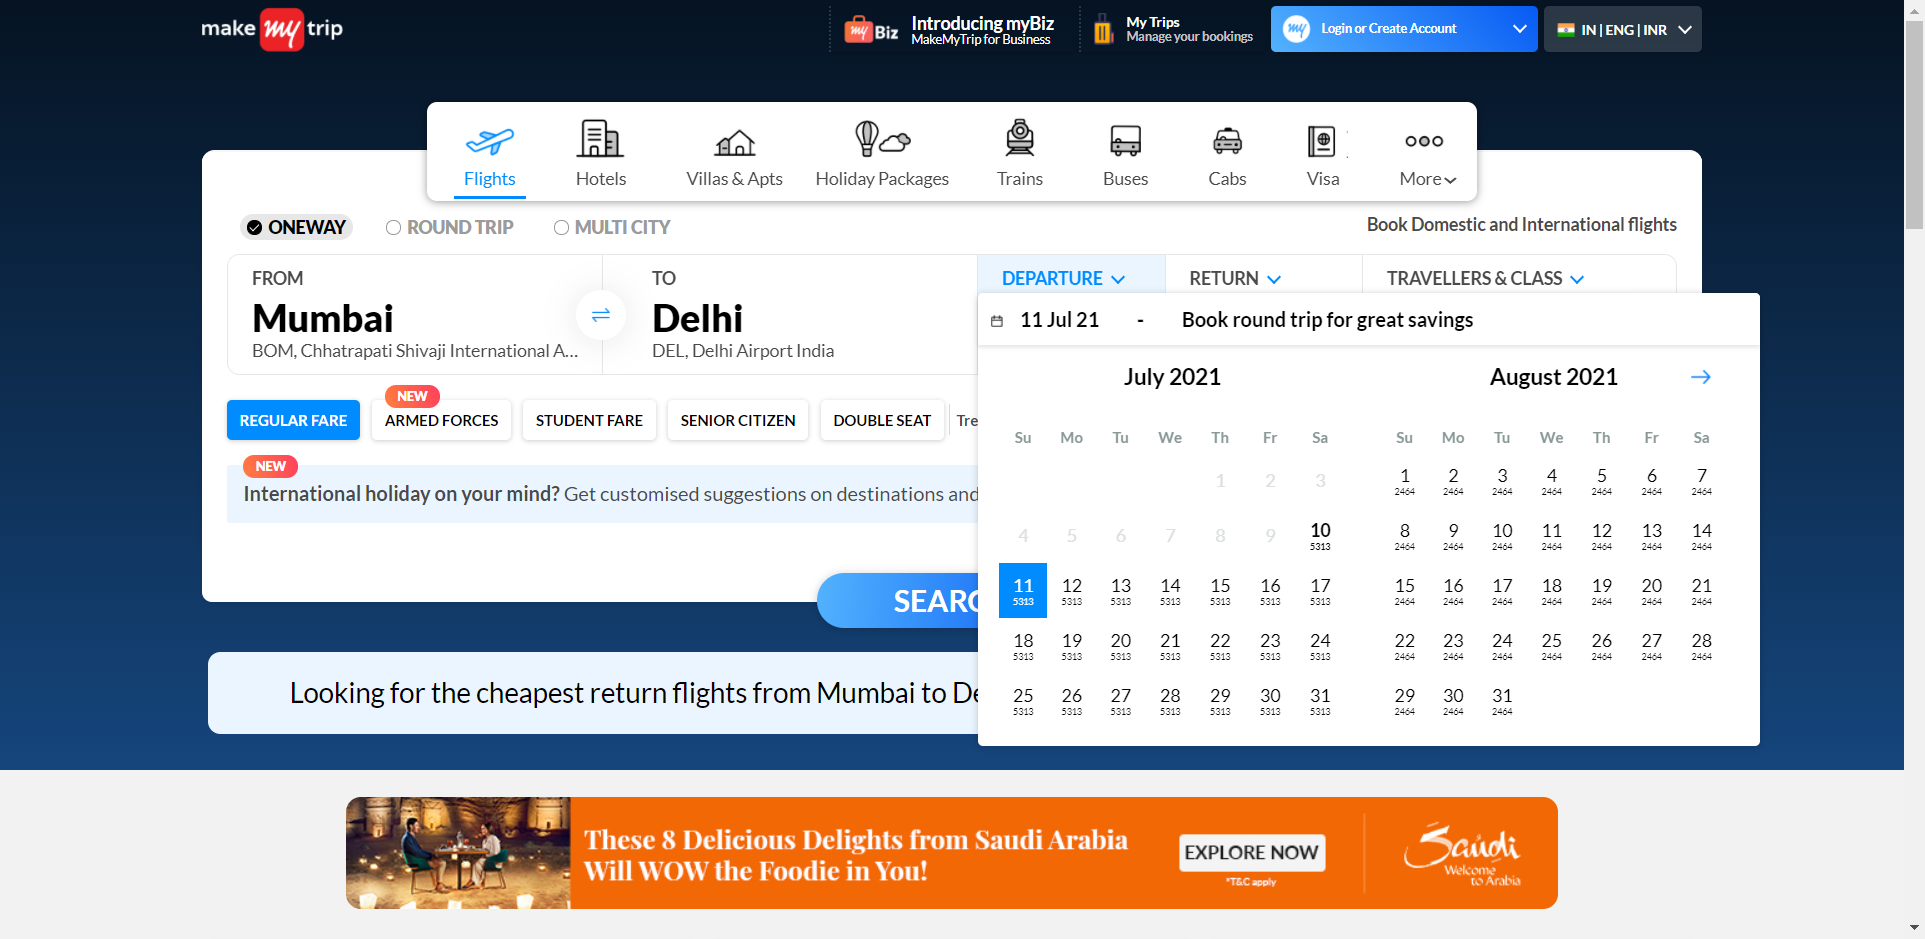 make my trip
my Biz
Introducing myBiz
MakeMyTrip for Business
My Trips
Manage your bookings
my
Login or Create Account
IN | ENG | INR
Flights
Hotels
Villas & Apts
Holiday Packages
Trains
Buses
Cabs
Visa
More
ONEWAY
ROUND TRIP
MULTI CITY
Book Domestic and International flights
FROM
Mumbai
BOM, Chhatrapati Shivaji International A...
TO
Delhi
DEL, Delhi Airport India
DEPARTURE
RETURN
TRAVELLERS & CLASS
11 Jul 21 - Book round trip for great savings
NEW
REGULAR FARE
ARMED FORCES
STUDENT FARE
SENIOR CITIZEN
DOUBLE SEAT
Tre
NEW
International holiday on your mind? Get customised suggestions on destinations and
SEARC
Looking for the cheapest return flights from Mumbai to De
July 2021
Su Mo Tu We Th Fr Sa
1 2 3
4 5 6 7 8 9 10
5313
11 12 13 14 15 16 17
5313 5313 5313 5313 5313 5313 5313
18 19 20 21 22 23 24
5313 5313 5313 5313 5313 5313 5313
25 26 27 28 29 30 31
5313 5313 5313 5313 5313 5313 5313
August 2021
Su Mo Tu We Th Fr Sa
1 2 3 4 5 6 7
2464 2464 2464 2464 2464 2464 2464
8 9 10 11 12 13 14
2464 2464 2464 2464 2464 2464 2464
15 16 17 18 19 20 21
2464 2464 2464 2464 2464 2464 2464
22 23 24 25 26 27 28
2464 2464 2464 2464 2464 2464 2464
29 30 31
2464 2464 2464
These 8 Delicious Delights from Saudi Arabia
Will WOW the Foodie in You!
EXPLORE NOW
*T&C apply
Saudi
Welcome
to Arabia